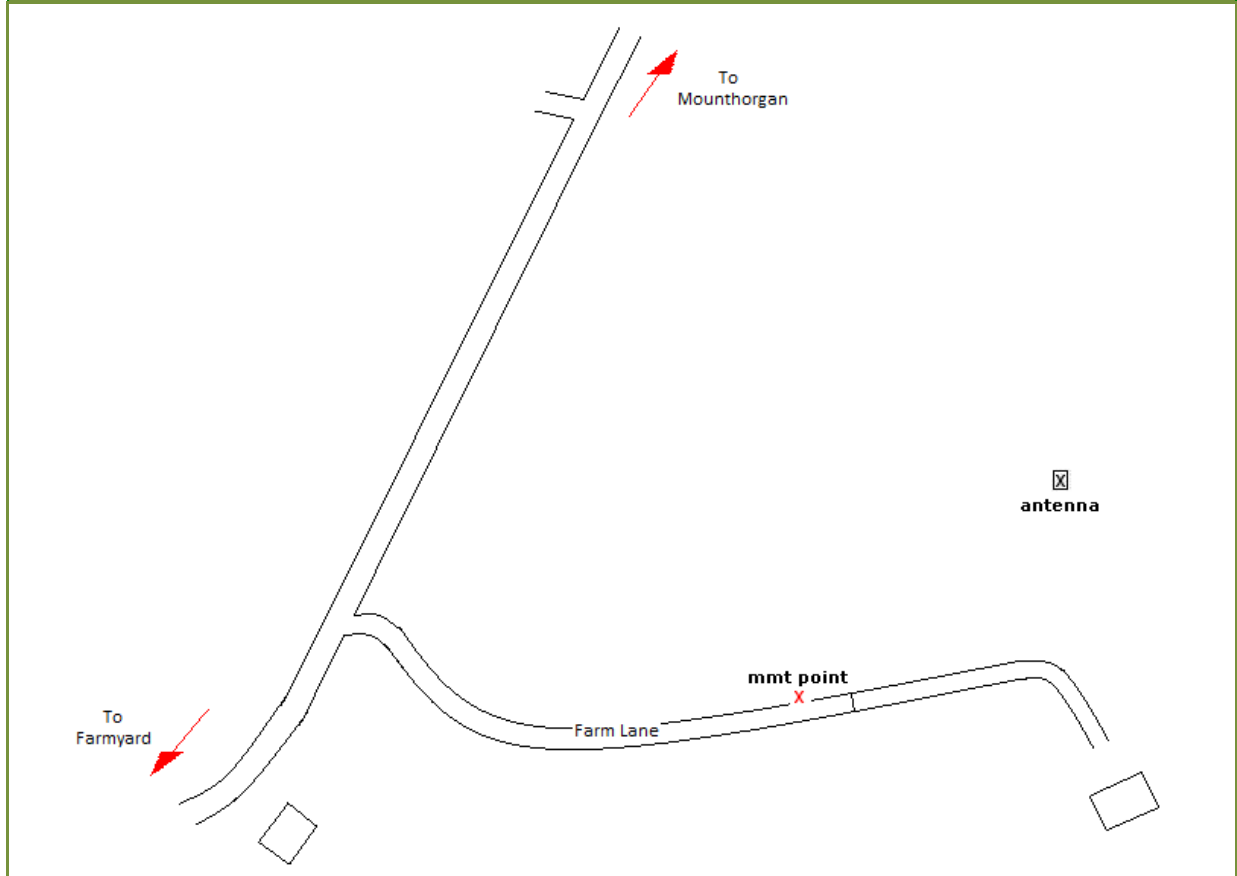 To
Mounthorgan
X
antenna
mmt point
X
To
Farmyard
Farm Lane